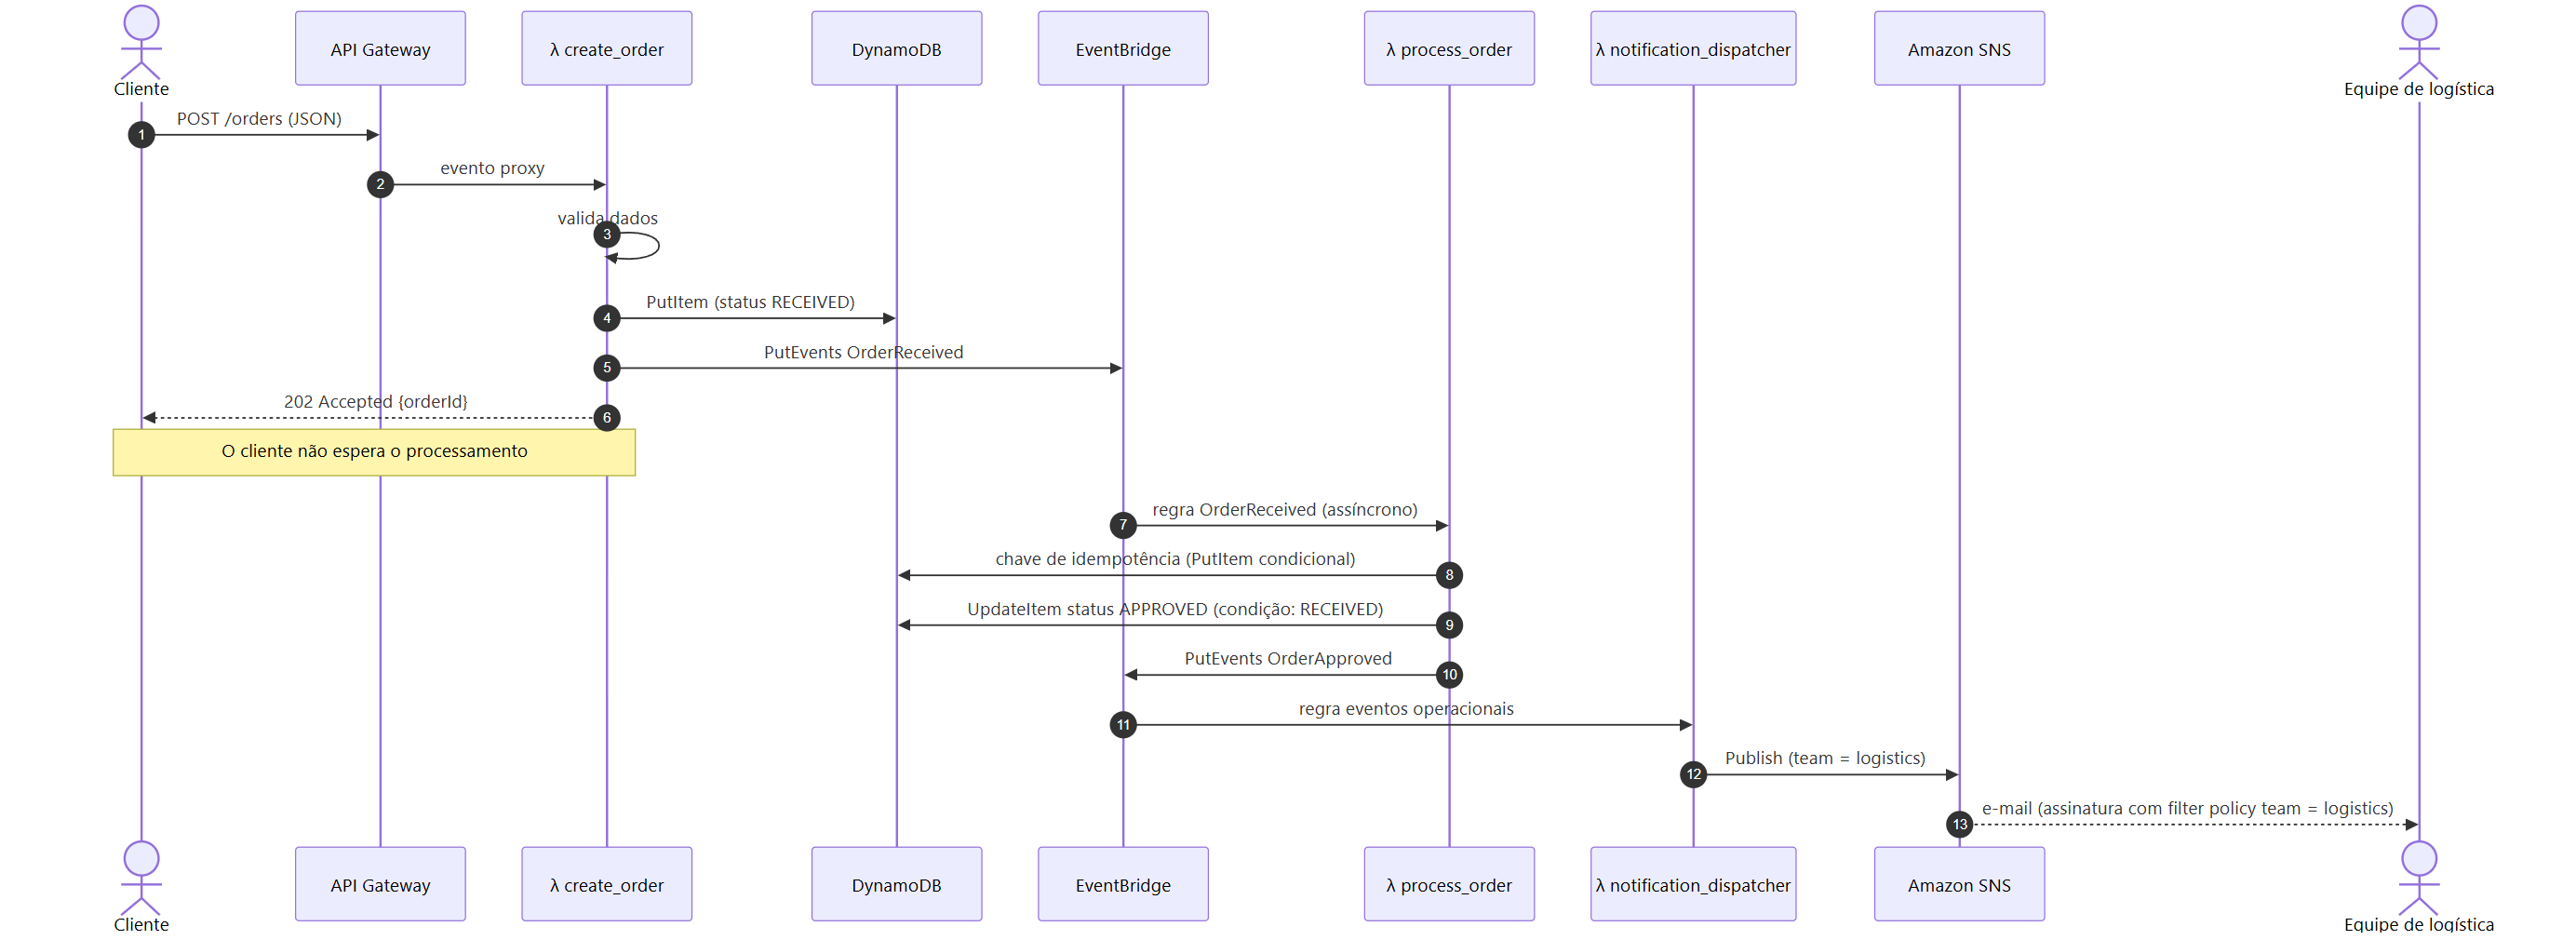 API Gateway
λ create_order
DynamoDB
EventBridge
λ process_order
λ notification_dispatcher
Amazon SNS
Cliente
Equipe de logística
POST /orders (JSON)
1
evento proxy
2
valida dados
3
PutItem (status RECEIVED)
4
PutEvents OrderReceived
5
202 Accepted {orderId}
6
O cliente não espera o processamento
regra OrderReceived (assíncrono)
7
chave de idempotência (PutItem condicional)
8
UpdateItem status APPROVED (condição: RECEIVED)
9
PutEvents OrderApproved
10
regra eventos operacionais
11
Publish (team = logistics)
12
e-mail (assinatura com filter policy team = logistics)
13
API Gateway
λ create_order
DynamoDB
EventBridge
λ process_order
λ notification_dispatcher
Amazon SNS
Cliente
Equipe de logística